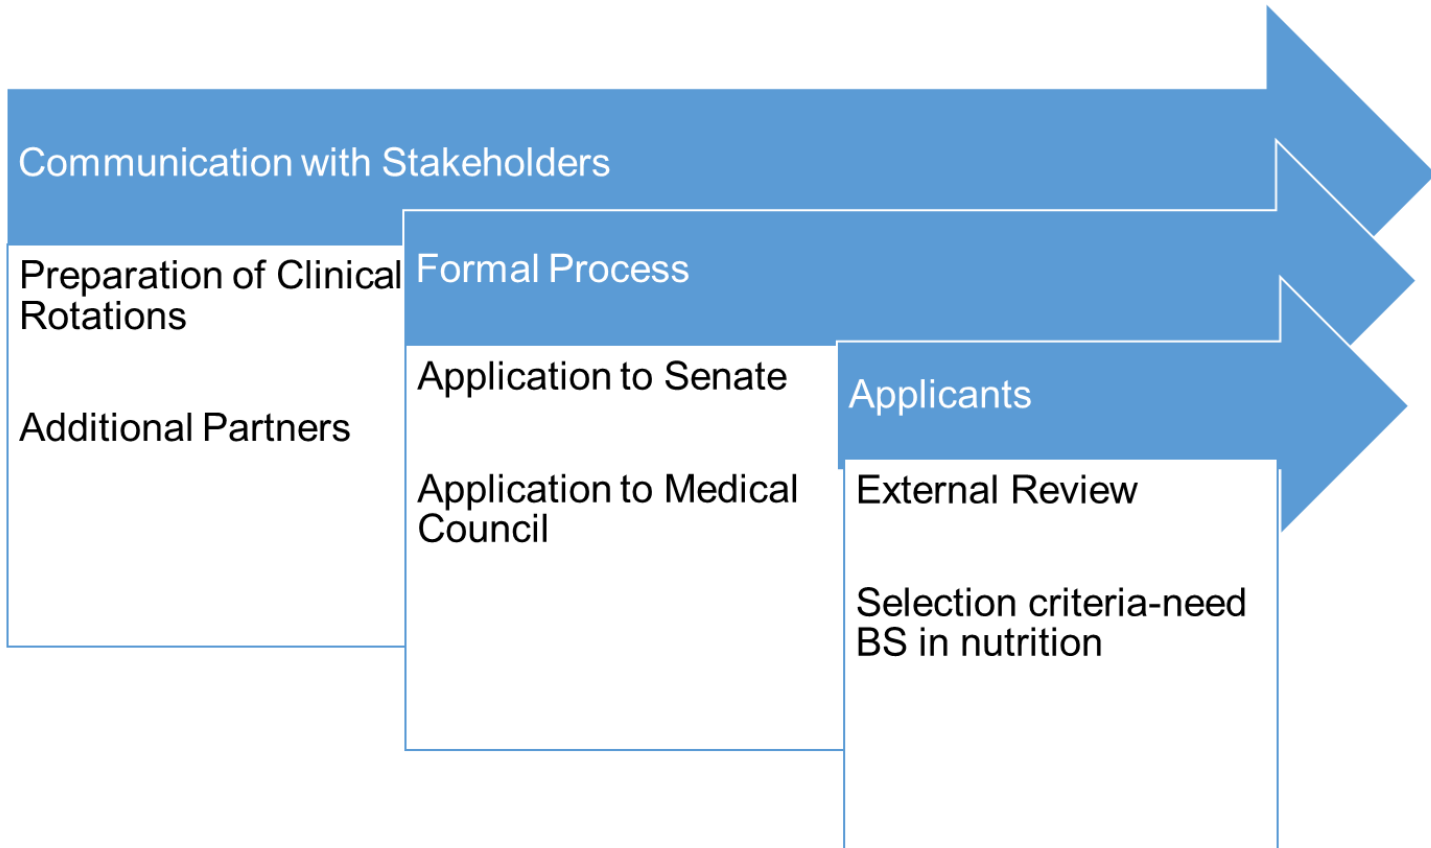 Communication with Stakeholders
Preparation of Clinical
Rotations
Additional Partners
Formal Process
Application to Senate
Application to Medical
Council
Applicants
External Review
Selection criteria-need
BS in nutrition